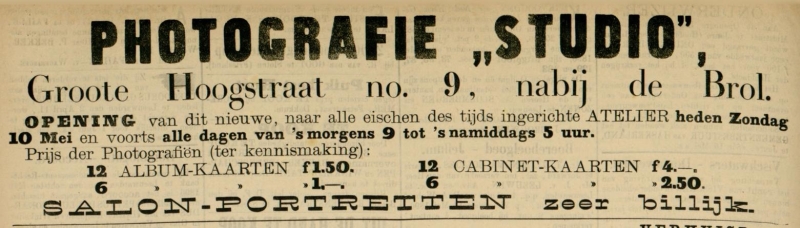 PHOTOGRAFIE „STUDIO”,
Groote Hoogstraat no. 9, nabij de Brol.
OPENING van dit nieuwe, naar alle eischen des tijds ingerichte ATELIER heden Zondag
10 Mei en voorts alle dagen van 's morgens 9 tot 's namiddags 5 uur.
Prijs der Photografiën (ter kennismaking):
12 ALBUM-KAARTEN f 1.50. 12 CABINET-KAARTEN f 4.—.
6 „ „ 1.—. 6 „ „ 2.50.
SALON-PORTRETTEN zeer billijk.